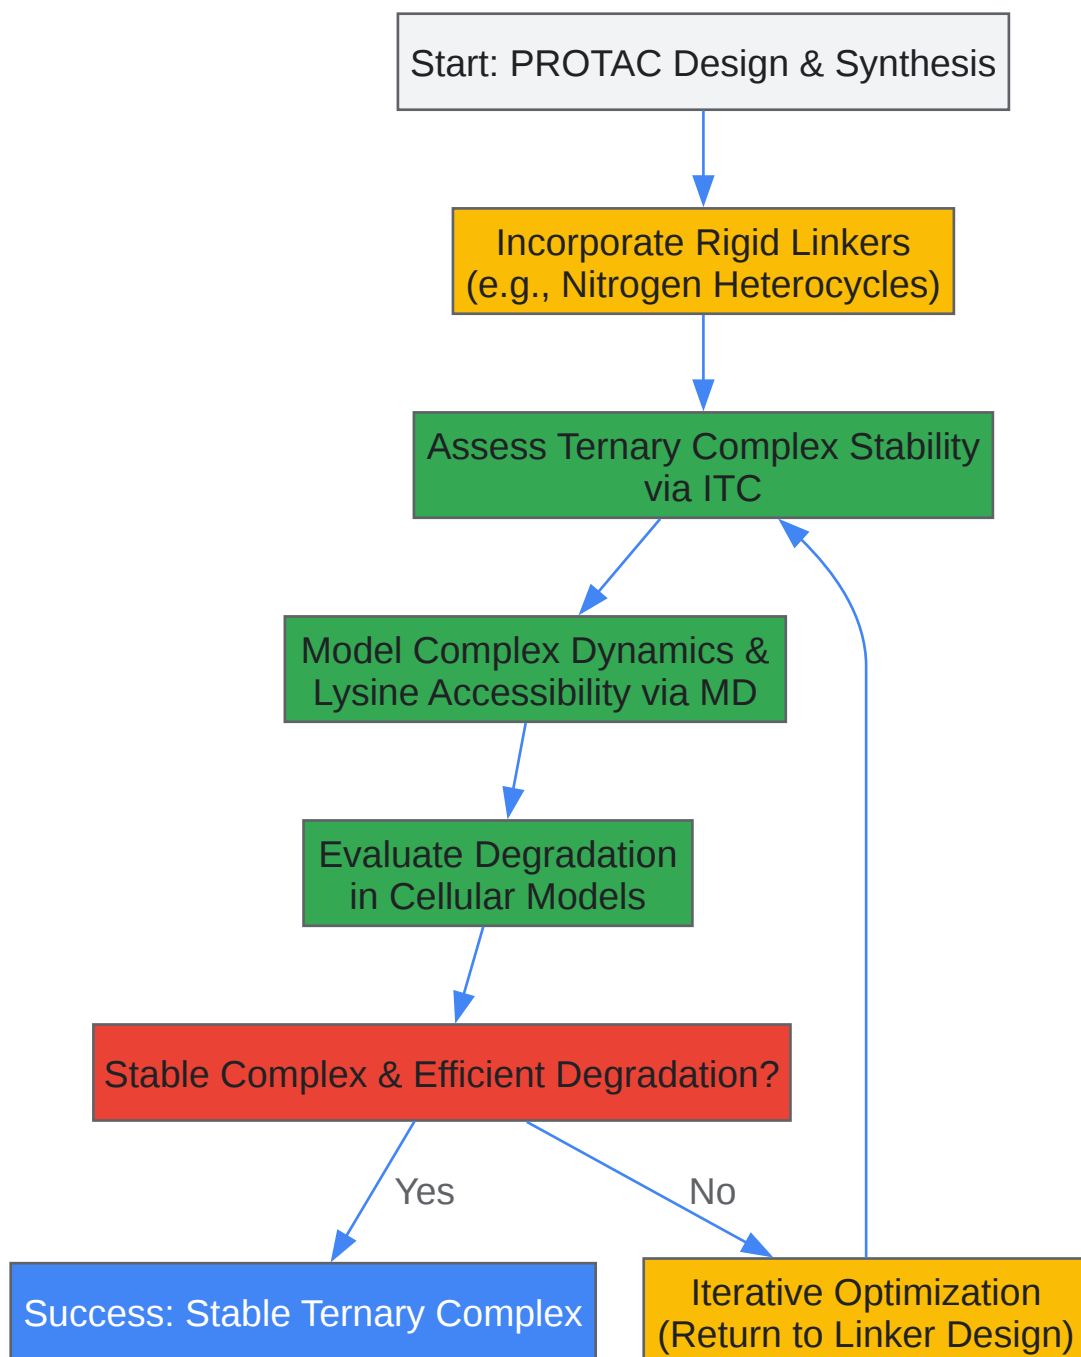 Start: PROTAC Design & Synthesis
Incorporate Rigid Linkers
(e.g., Nitrogen Heterocycles)
Assess Ternary Complex Stability
via ITC
Model Complex Dynamics &
Lysine Accessibility via MD
Evaluate Degradation
in Cellular Models
Stable Complex & Efficient Degradation?
Yes
No
Success: Stable Ternary Complex
Iterative Optimization
(Return to Linker Design)